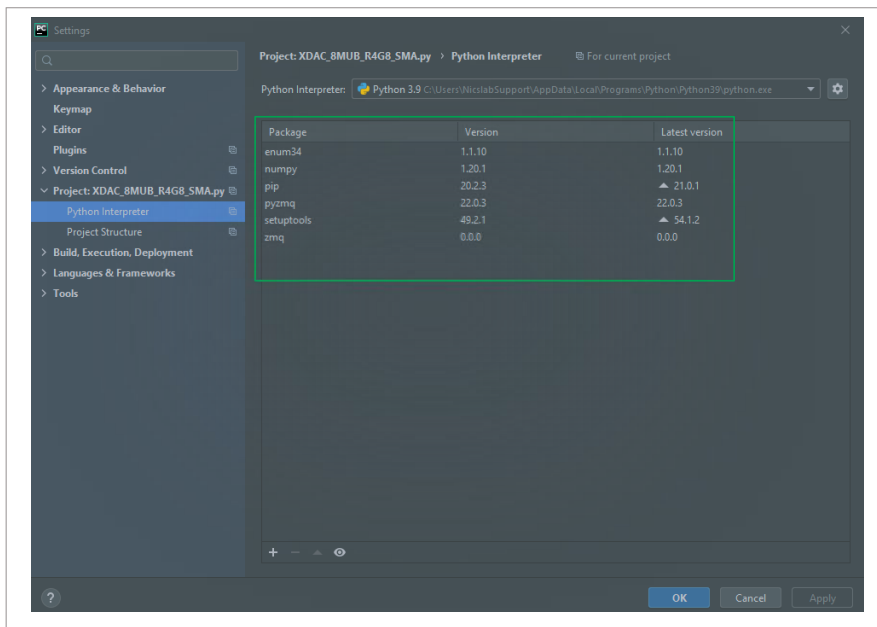 Settings
Project: XDAC_8MUB_R4G8_SMA.py > Python Interpreter For current project
Python Interpreter: Python 3.9 C:\Users\NicslabSupport\AppData\Local\Programs\Python\Python39\python.exe
Appearance & Behavior
Keymap
Editor
Plugins
Version Control
Project: XDAC_8MUB_R4G8_SMA.py
Python Interpreter
Project Structure
Build, Execution, Deployment
Languages & Frameworks
Tools
Package Version Latest version
enum34 1.1.10 1.1.10
numpy 1.20.1 1.20.1
pip 20.2.3 21.0.1
pyzmq 22.0.3 22.0.3
setuptools 49.2.1 54.1.2
zmq 0.0.0 0.0.0
? OK Cancel Apply